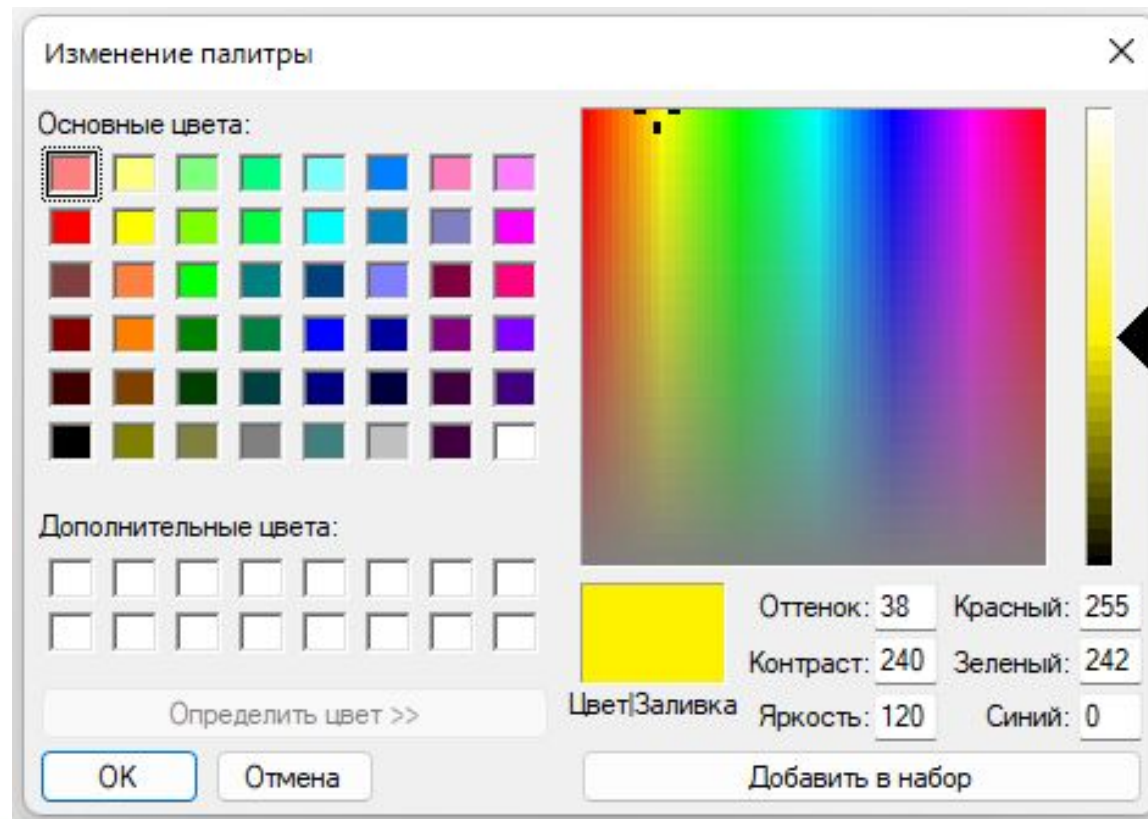 Изменение палитры
Основные цвета:
Дополнительные цвета:
Определить цвет >>
OK
Отмена
Цвет|Заливка
Оттенок: 38
Контраст: 240
Яркость: 120
Красный: 255
Зеленый: 242
Синий: 0
Добавить в набор